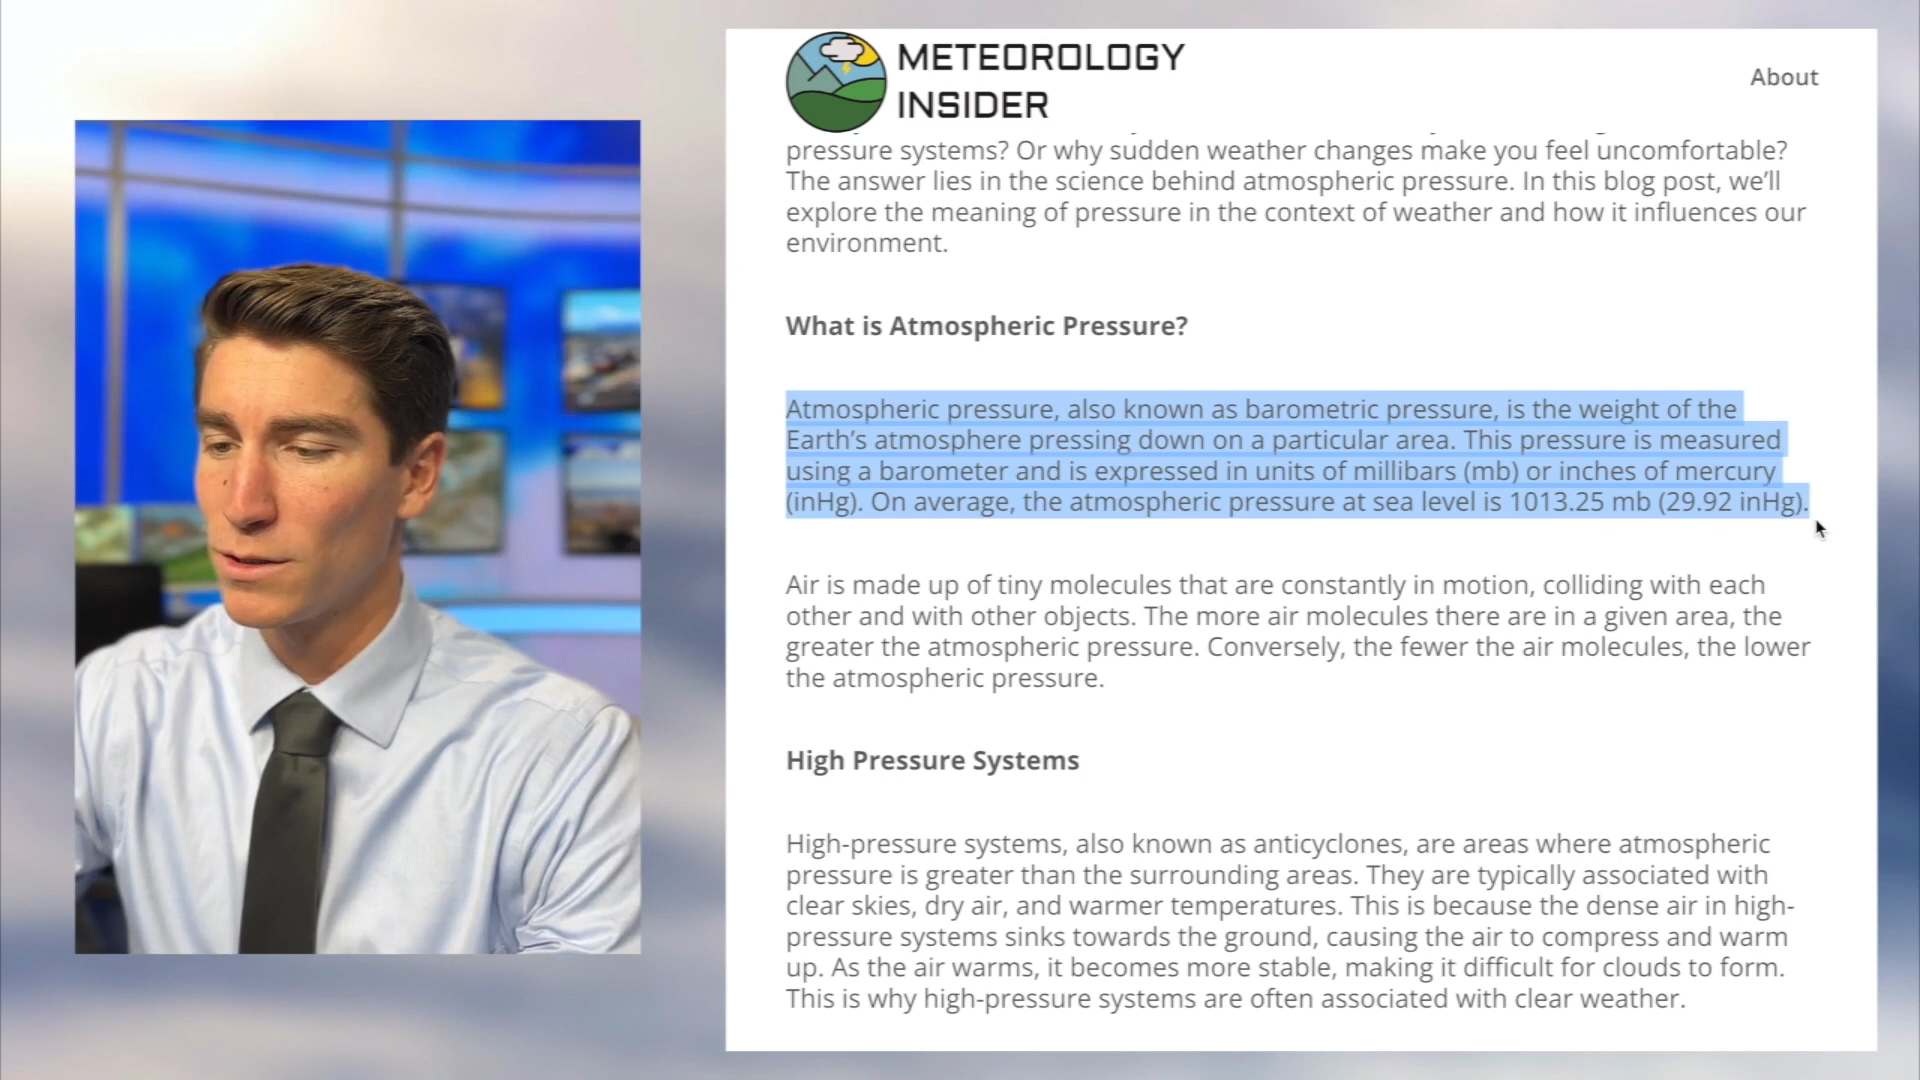 METEOROLOGY
INSIDER
About
pressure systems? Or why sudden weather changes make you feel uncomfortable?
The answer lies in the science behind atmospheric pressure. In this blog post, we’ll
explore the meaning of pressure in the context of weather and how it influences our
environment.
What is Atmospheric Pressure?
Atmospheric pressure, also known as barometric pressure, is the weight of the
Earth’s atmosphere pressing down on a particular area. This pressure is measured
using a barometer and is expressed in units of millibars (mb) or inches of mercury
(inHg). On average, the atmospheric pressure at sea level is 1013.25 mb (29.92 inHg).
Air is made up of tiny molecules that are constantly in motion, colliding with each
other and with other objects. The more air molecules there are in a given area, the
greater the atmospheric pressure. Conversely, the fewer the air molecules, the lower
the atmospheric pressure.
High Pressure Systems
High-pressure systems, also known as anticyclones, are areas where atmospheric
pressure is greater than the surrounding areas. They are typically associated with
clear skies, dry air, and warmer temperatures. This is because the dense air in high-
pressure systems sinks towards the ground, causing the air to compress and warm
up. As the air warms, it becomes more stable, making it difficult for clouds to form.
This is why high-pressure systems are often associated with clear weather.